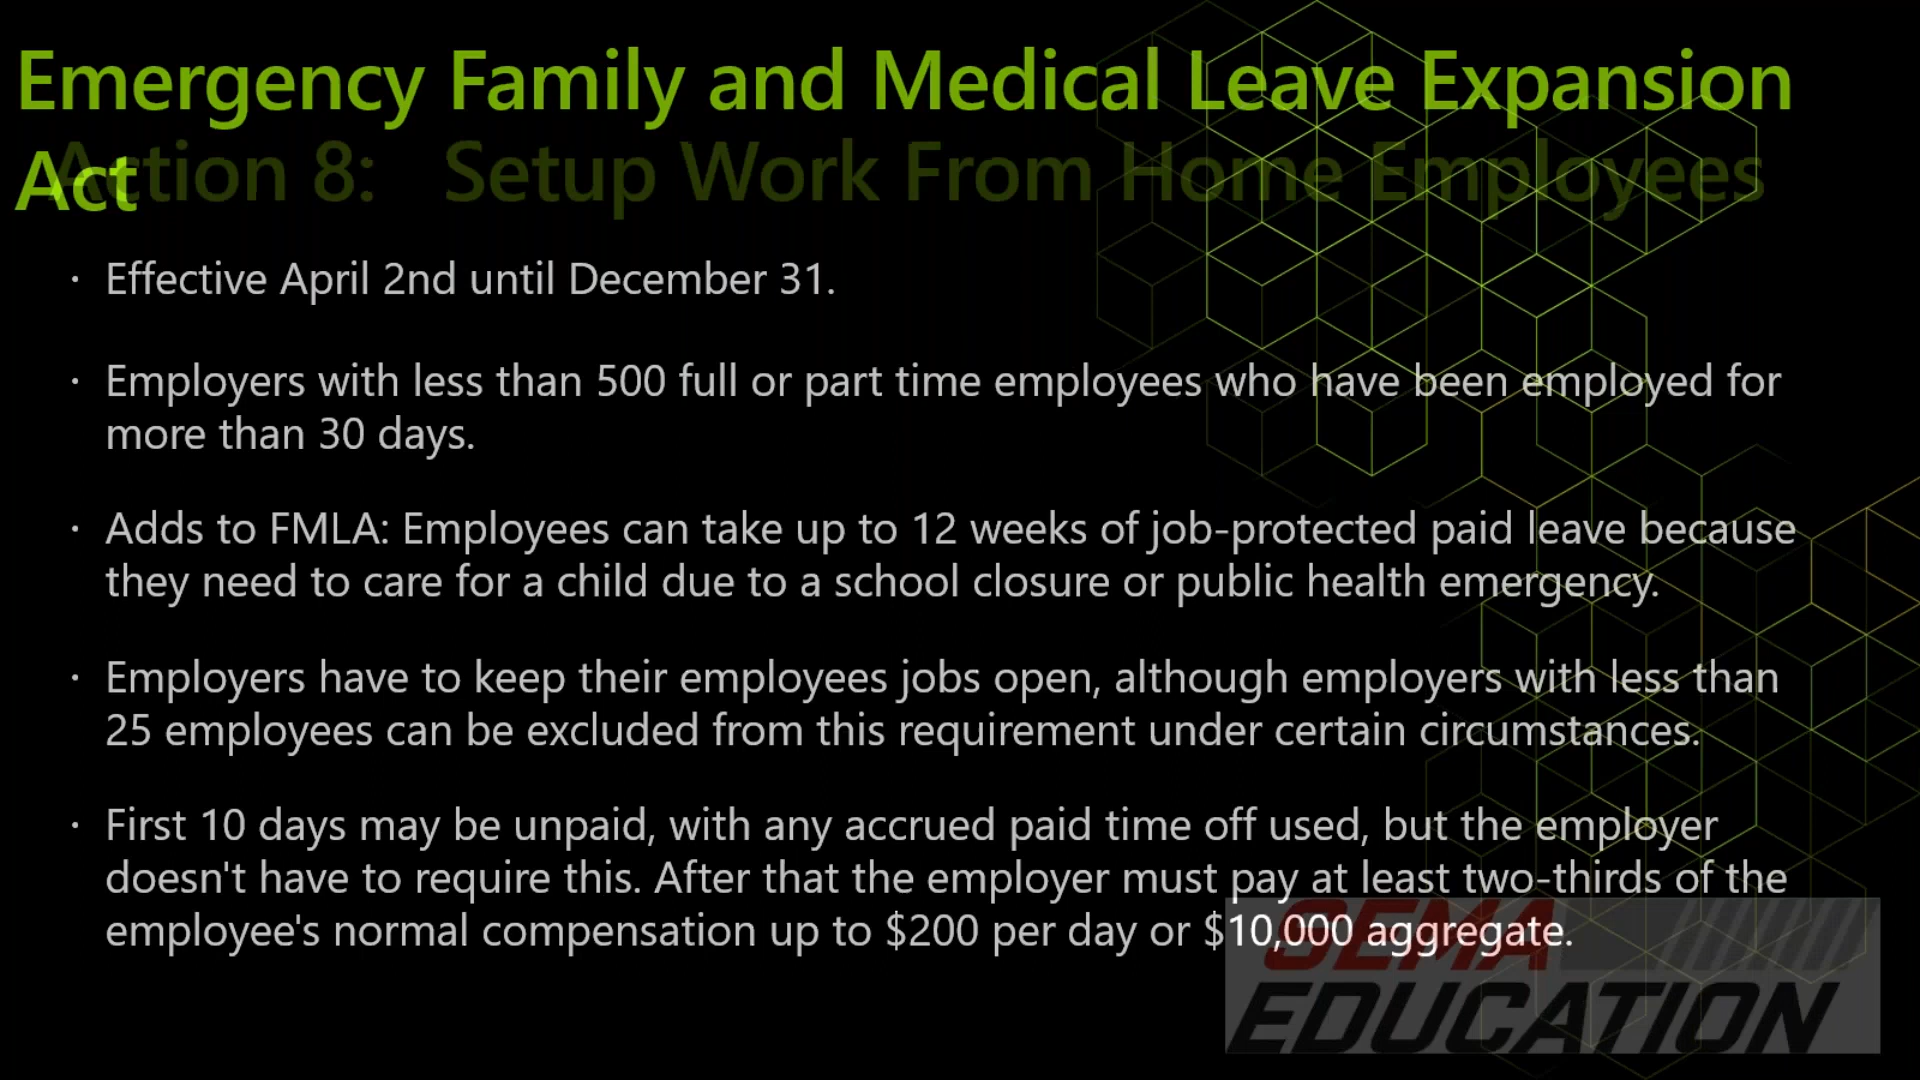 Emergency Family and Medical Leave Expansion
Act
Action 8: Setup Work From Home Employees
· Effective April 2nd until December 31.
· Employers with less than 500 full or part time employees who have been employed for
more than 30 days.
· Adds to FMLA: Employees can take up to 12 weeks of job-protected paid leave because
they need to care for a child due to a school closure or public health emergency.
· Employers have to keep their employees jobs open, although employers with less than
25 employees can be excluded from this requirement under certain circumstances.
· First 10 days may be unpaid, with any accrued paid time off used, but the employer
doesn't have to require this. After that the employer must pay at least two-thirds of the
employee's normal compensation up to $200 per day or $10,000 aggregate.
SEMA
EDUCATION